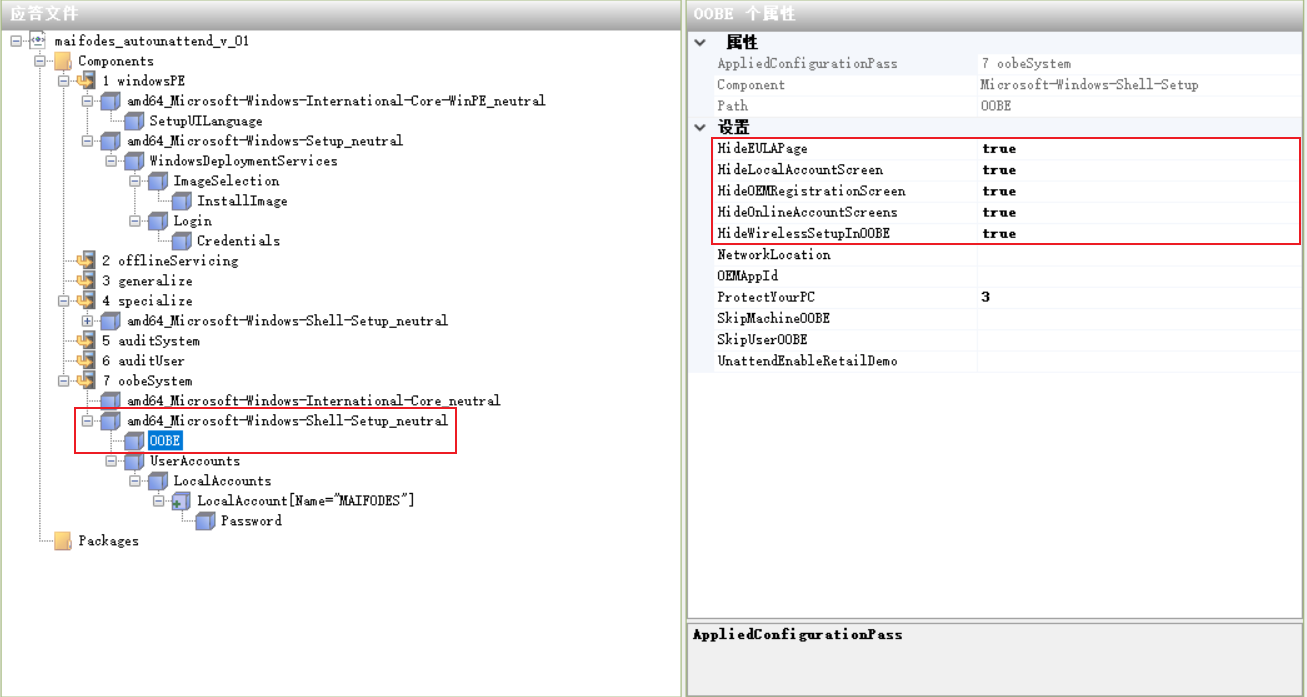 应答文件
maifodes_autounattend_v_01
Components
1 windowsPE
amd64_Microsoft-Windows-International-Core-WinPE_neutral
SetupUILanguage
amd64_Microsoft-Windows-Setup_neutral
WindowsDeploymentServices
ImageSelection
InstallImage
Login
Credentials
2 offlineServicing
3 generalize
4 specialize
amd64_Microsoft-Windows-Shell-Setup_neutral
5 auditSystem
6 auditUser
7 oobeSystem
amd64_Microsoft-Windows-International-Core_neutral
amd64_Microsoft-Windows-Shell-Setup_neutral
OOBE
UserAccounts
LocalAccounts
LocalAccount[Name="MAIFODES"]
Password
Packages
OOBE 个属性
属性
AppliedConfigurationPass 7 oobeSystem
Component Microsoft-Windows-Shell-Setup
Path OOBE
设置
HideEULAPage true
HideLocalAccountScreen true
HideOEMRegistrationScreen true
HideOnlineAccountScreens true
HideWirelessSetupInOOBE true
NetworkLocation
OEMAppId
ProtectYourPC 3
SkipMachineOOBE
SkipUserOOBE
UnattendEnableRetailDemo
AppliedConfigurationPass